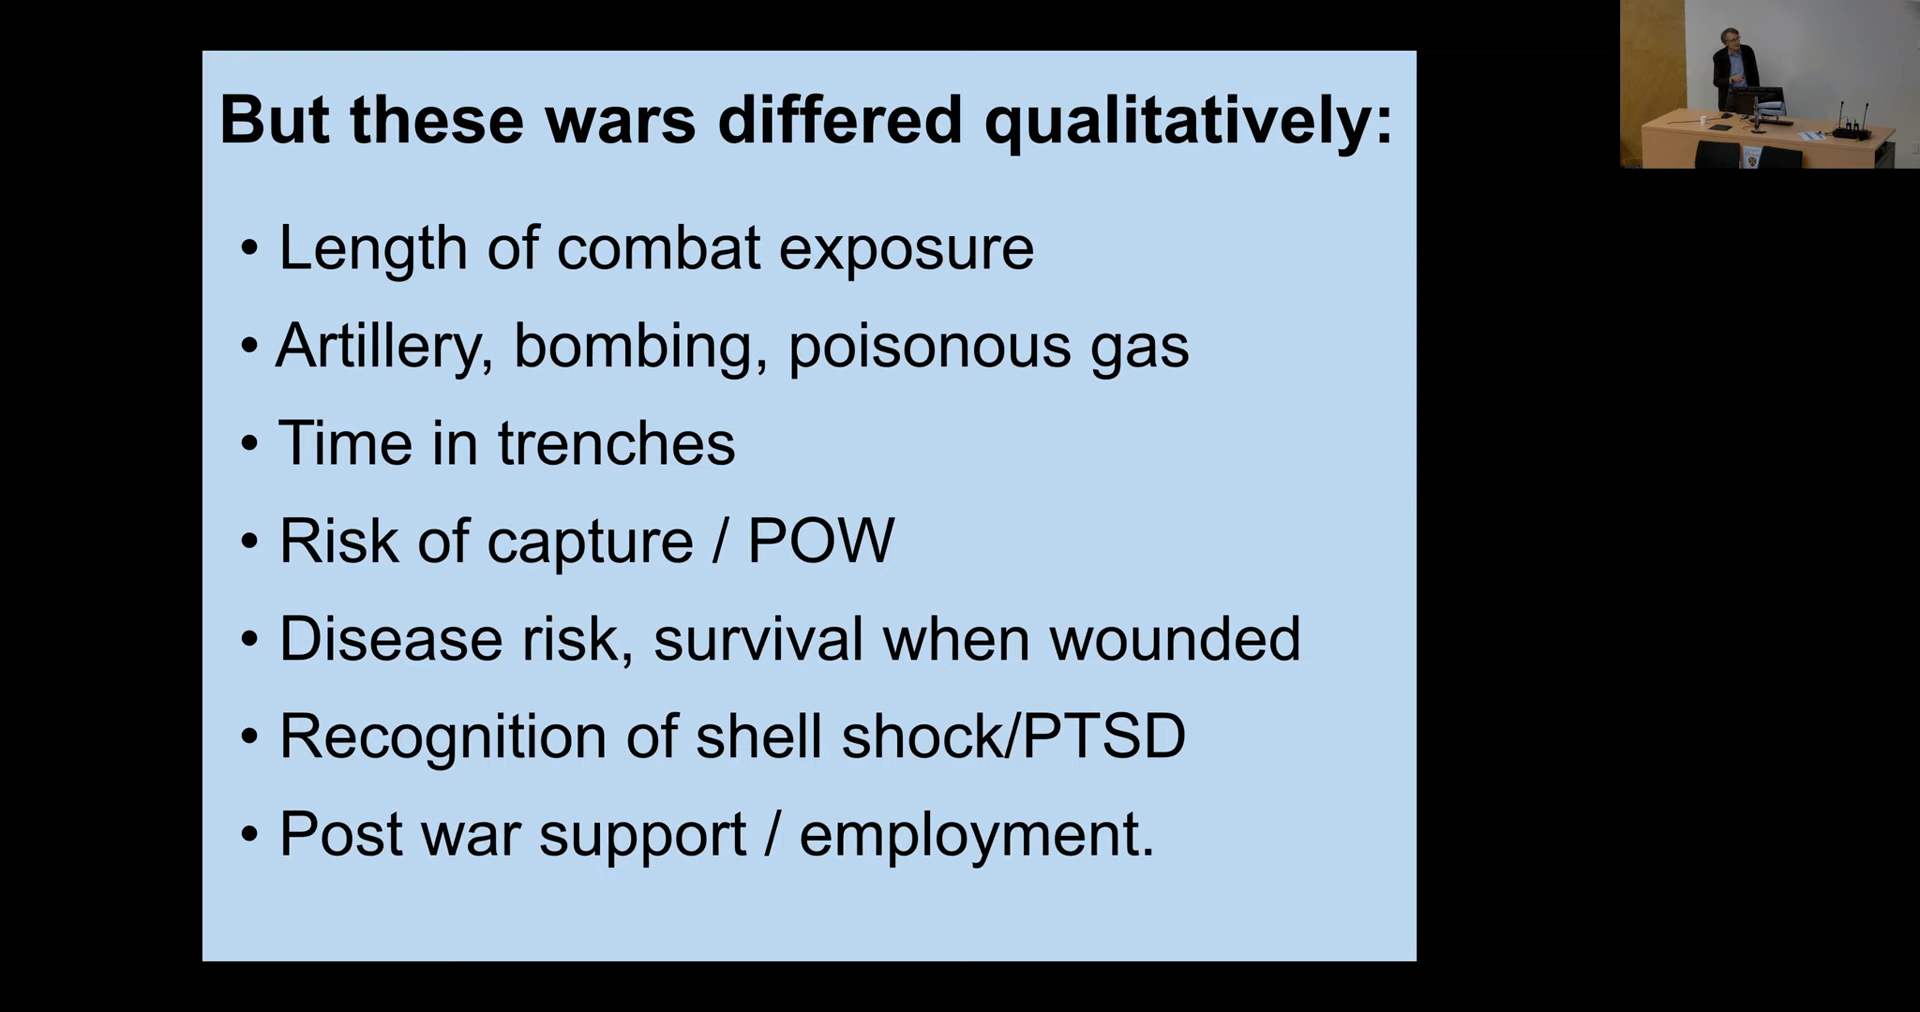 But these wars differed qualitatively:
• Length of combat exposure
• Artillery, bombing, poisonous gas
• Time in trenches
• Risk of capture / POW
• Disease risk, survival when wounded
• Recognition of shell shock/PTSD
• Post war support / employment.